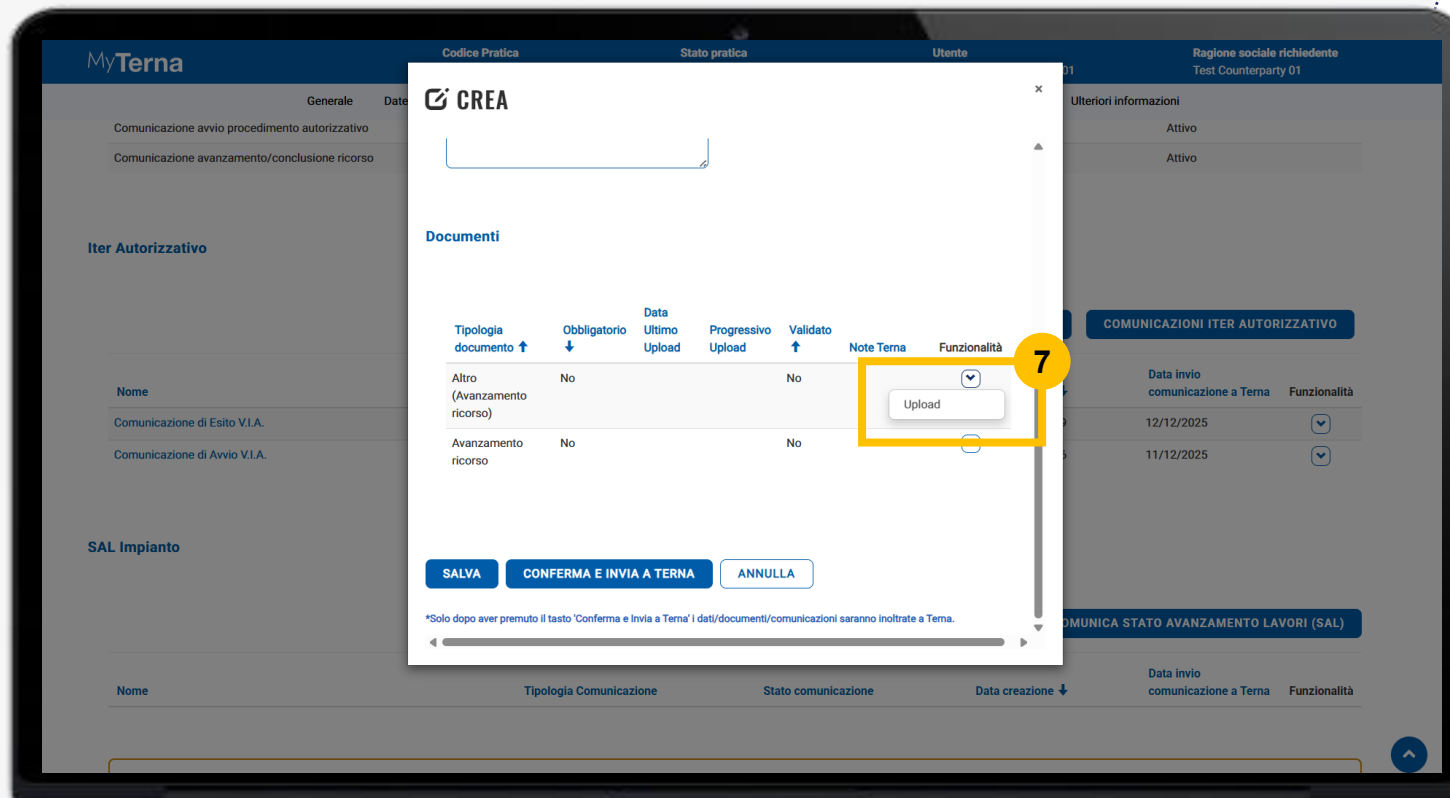 MyTerna
Codice Pratica
Stato pratica
Utente
Ragione sociale richiedente
01
Test Counterparty 01
Generale
Date
Ulteriori informazioni
Comunicazione avvio procedimento autorizzativo
Attivo
Comunicazione avanzamento/conclusione ricorso
Attivo
Iter Autorizzativo
COMUNICAZIONI ITER AUTORIZZATIVO
Nome
Data invio
comunicazione a Terna
Funzionalità
Comunicazione di Esito V.I.A.
9
12/12/2025
Comunicazione di Avvio V.I.A.
11/12/2025
SAL Impianto
COMUNICA STATO AVANZAMENTO LAVORI (SAL)
Nome
Tipologia Comunicazione
Stato comunicazione
Data creazione
Data invio
comunicazione a Terna
Funzionalità
CREA
×
Documenti
Tipologia
documento
Obbligatorio
Data
Ultimo
Upload
Progressivo
Upload
Validato
Note Terna
Funzionalità
7
Altro
(Avanzamento
ricorso)
No
No
Upload
Avanzamento
ricorso
No
No
SALVA
CONFERMA E INVIA A TERNA
ANNULLA
*Solo dopo aver premuto il tasto 'Conferma e Invia a Terna' i dati/documenti/comunicazioni saranno inoltrate a Terna.